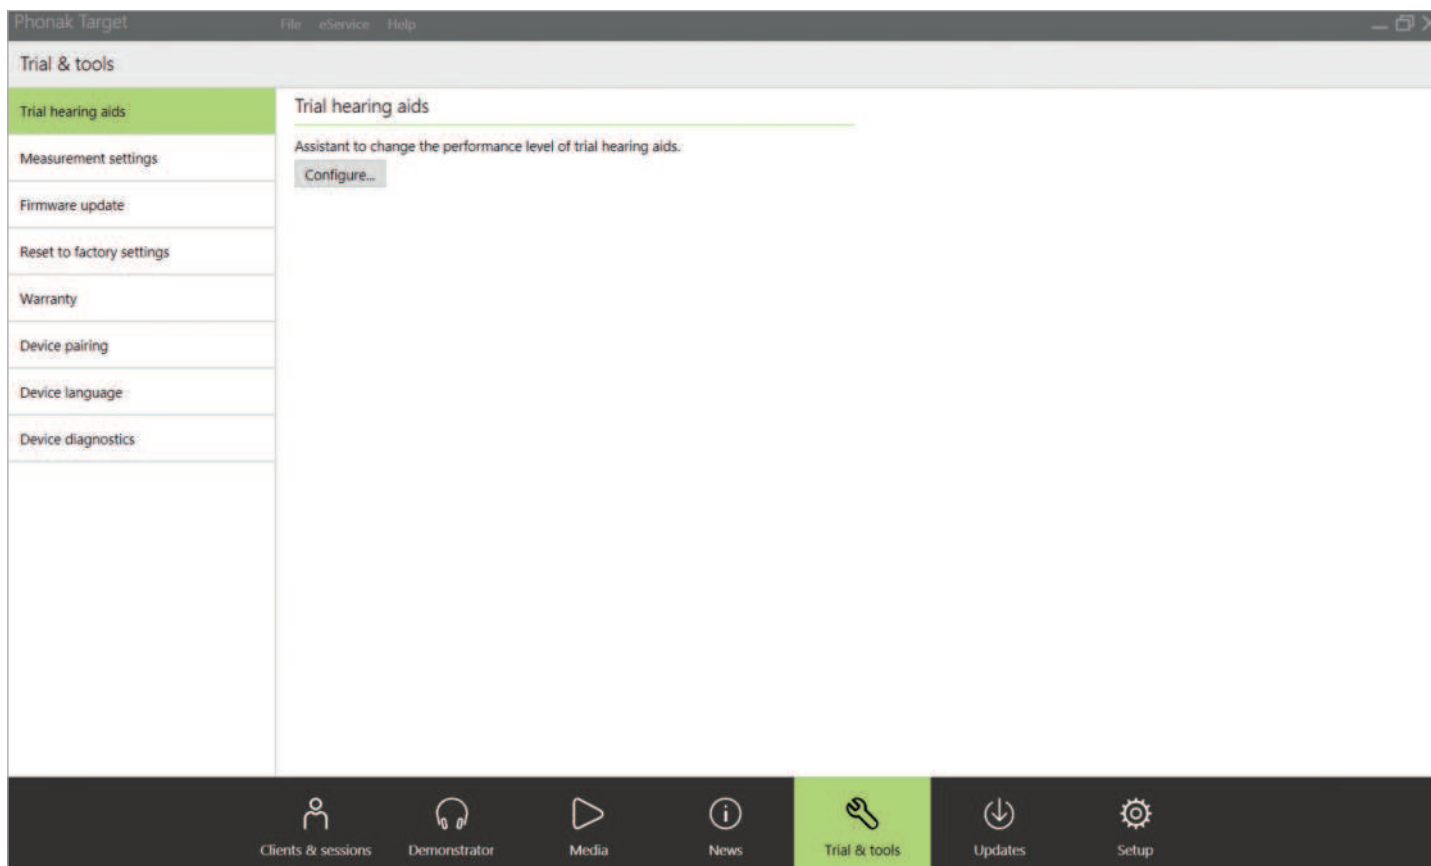 Phonak Target File eService Help
Trial & tools
Trial hearing aids
Measurement settings
Firmware update
Reset to factory settings
Warranty
Device pairing
Device language
Device diagnostics
Trial hearing aids
Assistant to change the performance level of trial hearing aids.
Configure...
Clients & sessions Demonstrator Media News Trial & tools Updates Setup